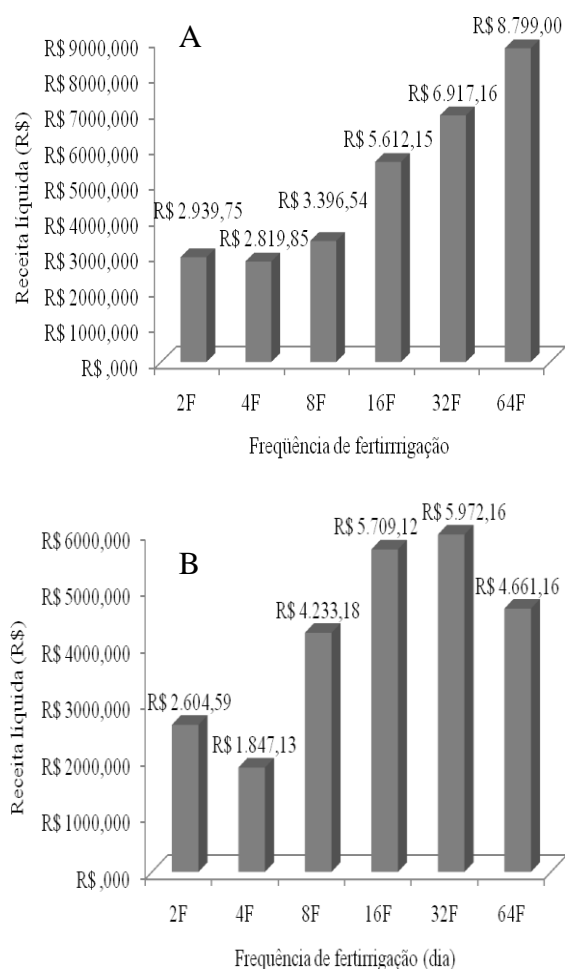 A
Receita líquida (R$)
R$ 9000,000
R$ 8000,000
R$ 7000,000
R$ 6000,000
R$ 5000,000
R$ 4000,000
R$ 3000,000
R$ 2000,000
R$ 1000,000
R$ ,000
R$ 2.939,75
R$ 2.819,85
R$ 3.396,54
R$ 5.612,15
R$ 6.917,16
R$ 8.799,00
2F 4F 8F 16F 32F 64F
Freqüência de fertirrrigação
B
Receita líquida (R$)
R$ 6000,000
R$ 5000,000
R$ 4000,000
R$ 3000,000
R$ 2000,000
R$ 1000,000
R$ ,000
R$ 2.604,59
R$ 1.847,13
R$ 4.233,18
R$ 5.709,12
R$ 5.972,16
R$ 4.661,16
2F 4F 8F 16F 32F 64F
Frequência de fertirrigação (dia)